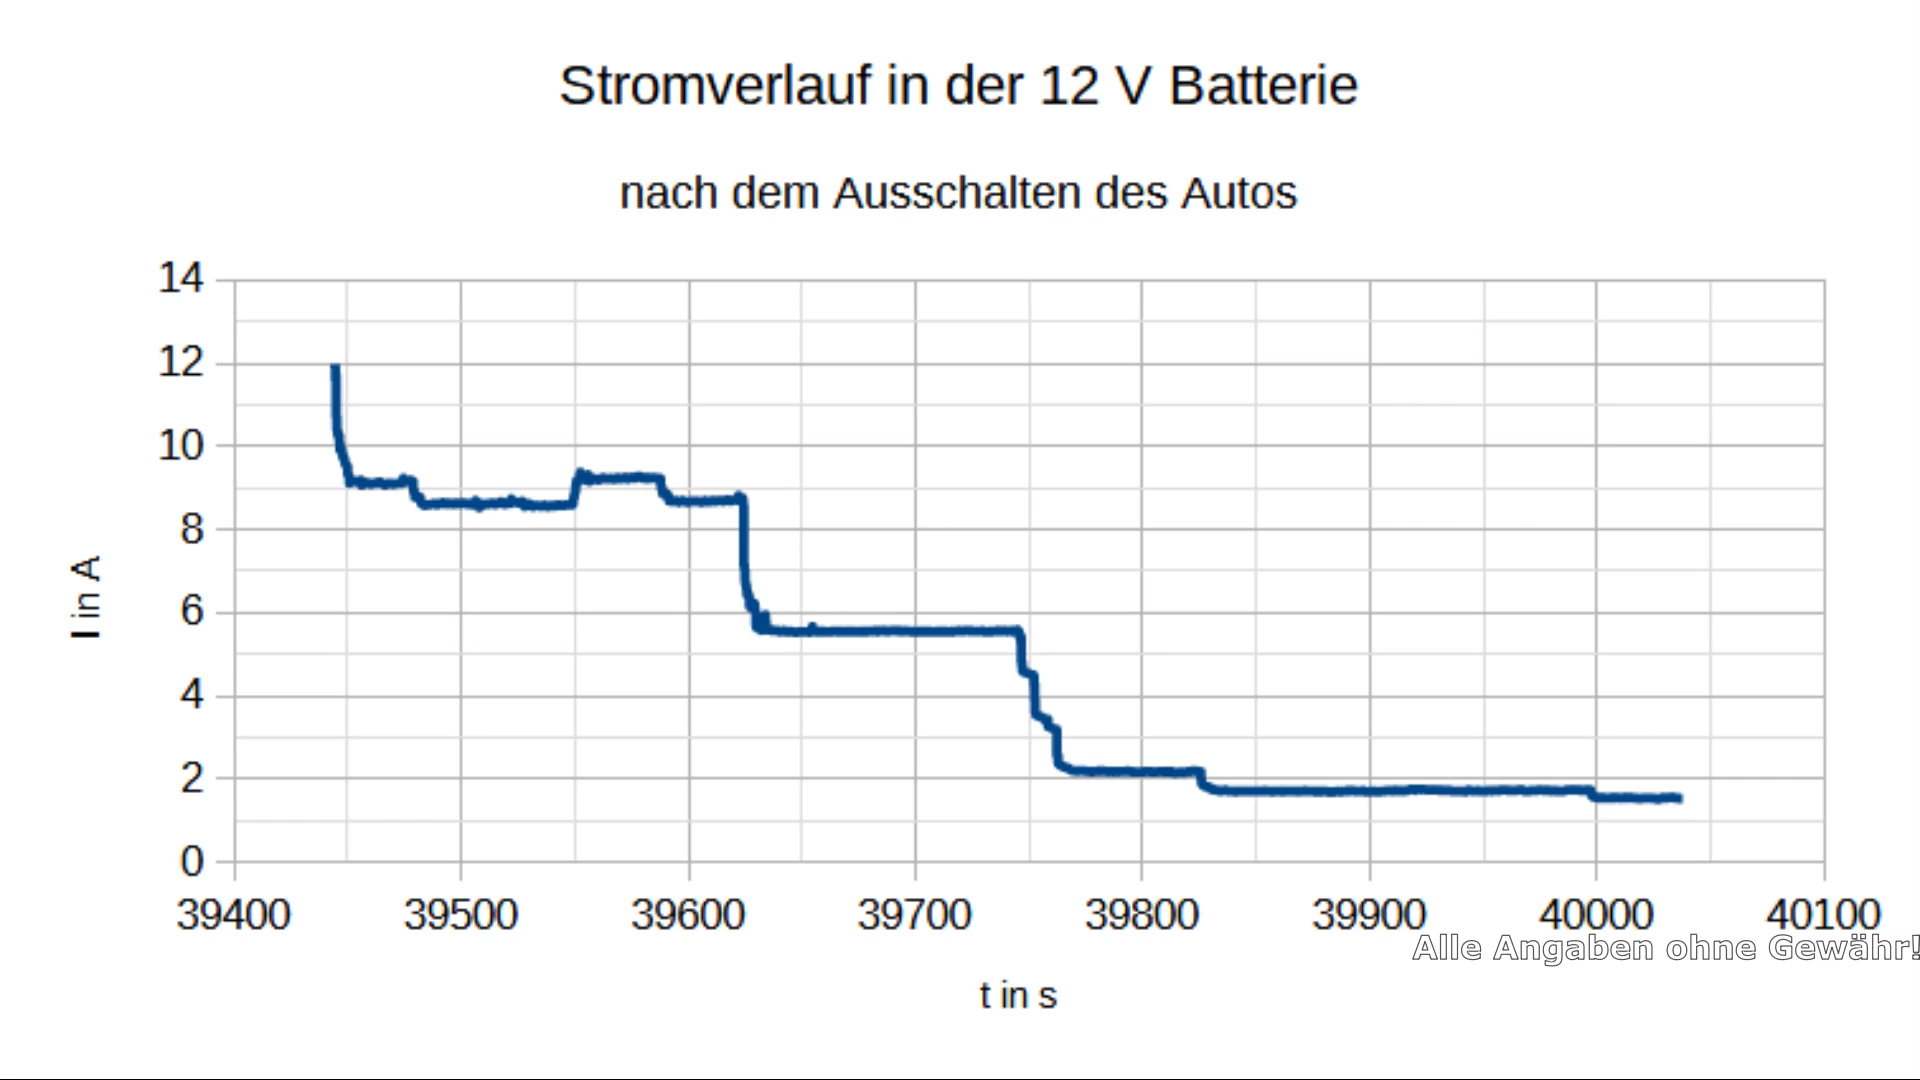 Stromverlauf in der 12 V Batterie
nach dem Ausschalten des Autos
14
12
10
8
6
4
2
0
I in A
39400 39500 39600 39700 39800 39900 40000 40100
Alle Angaben ohne Gewähr!
t in s